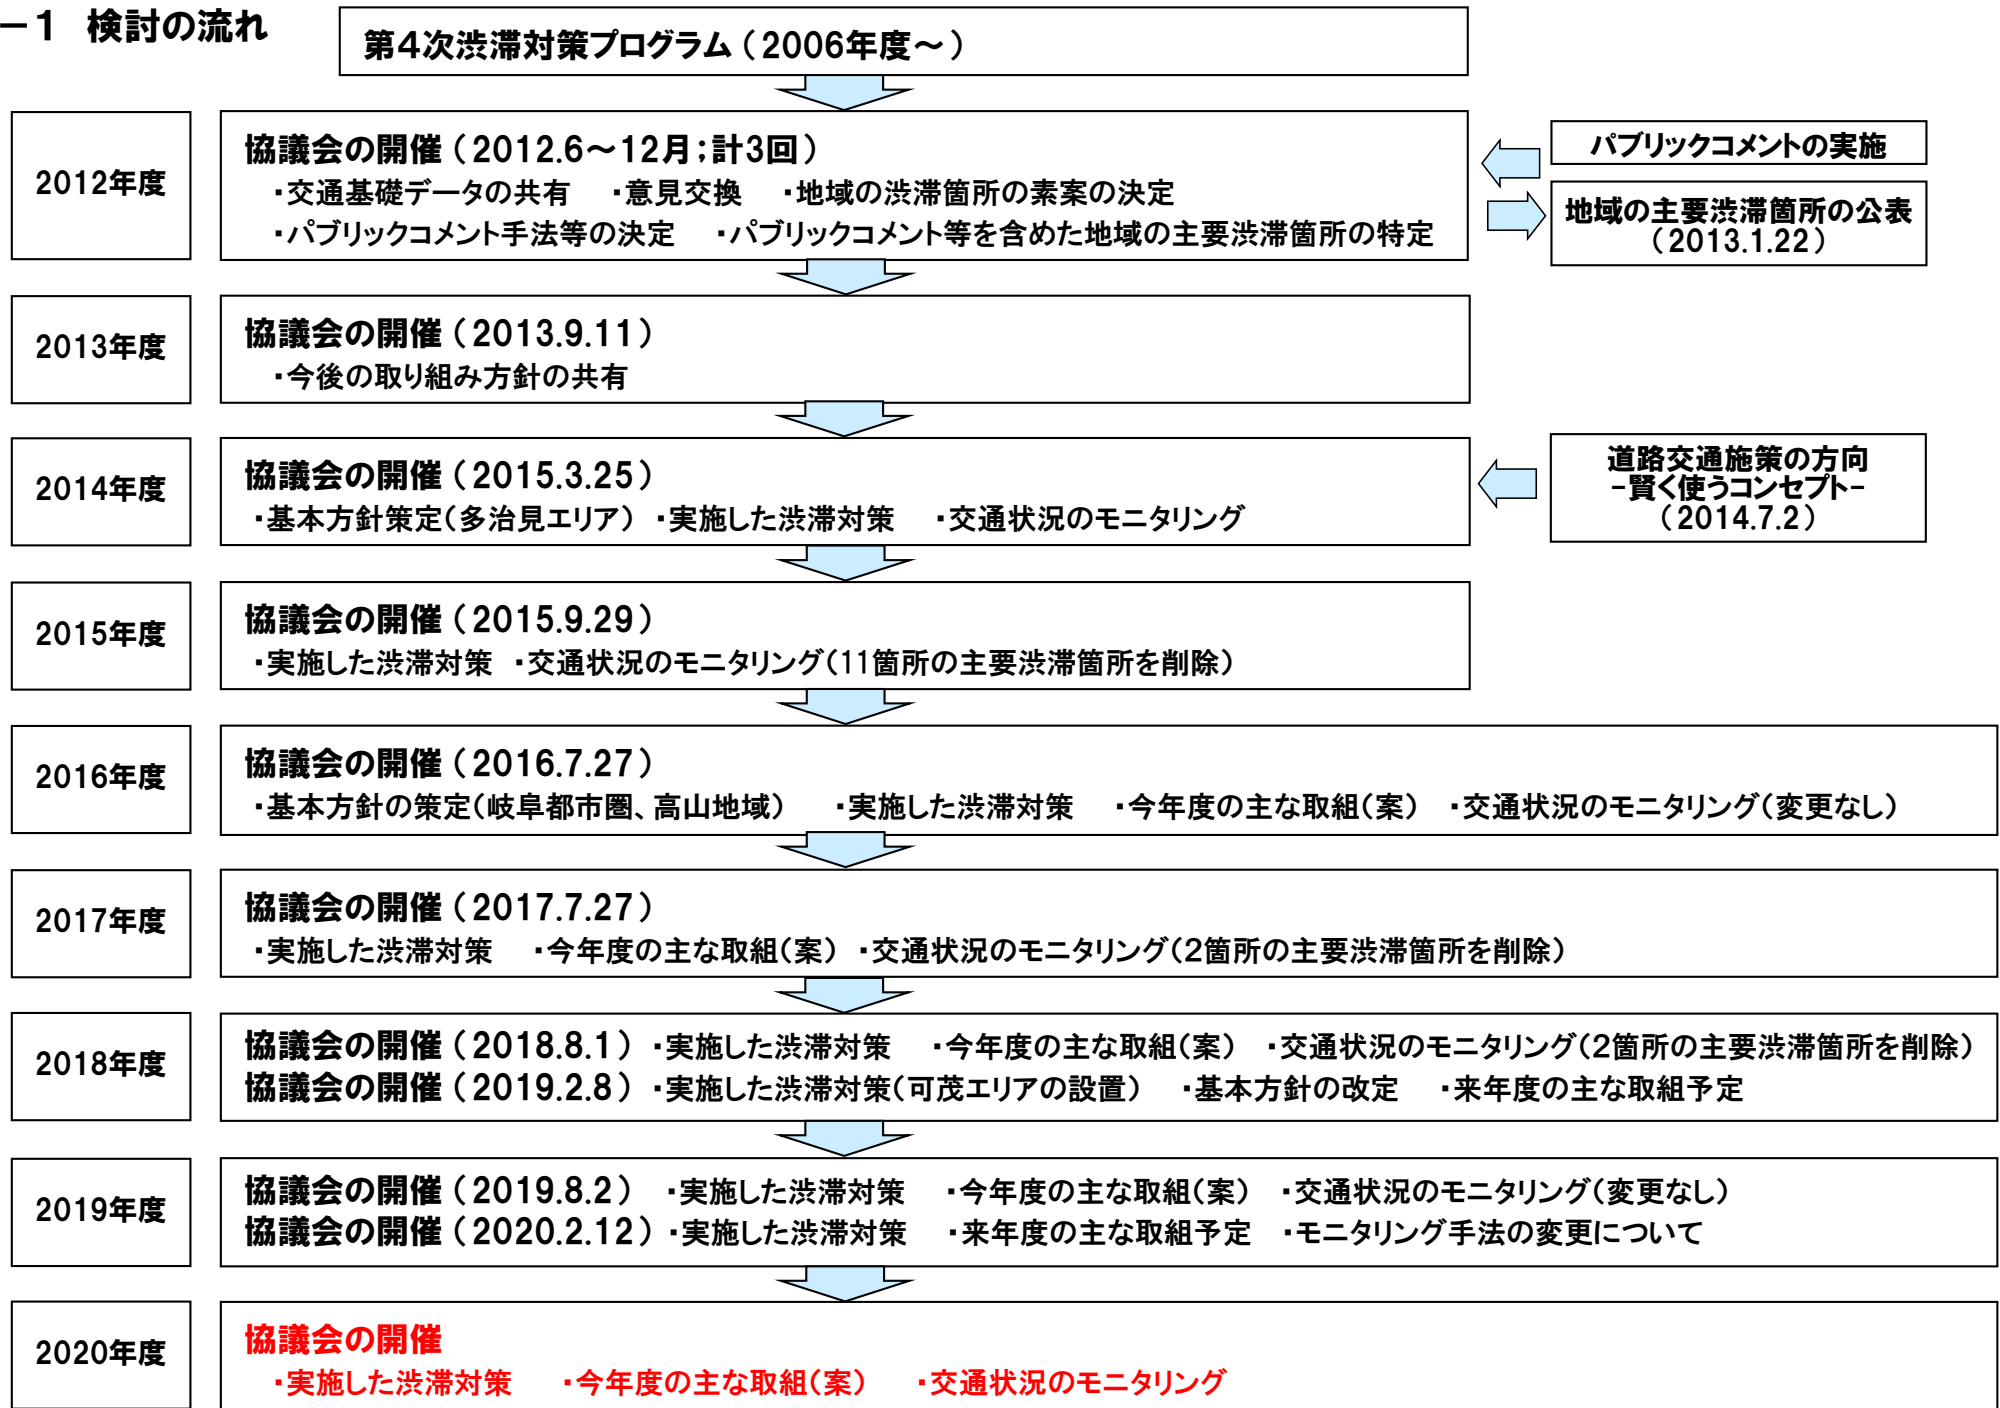 －1 検討の流れ
第4次渋滞対策プログラム（2006年度～）
2012年度
協議会の開催（2012.6～12月；計3回）
・交通基礎データの共有　・意見交換　・地域の渋滞箇所の素案の決定
・パブリックコメント手法等の決定　・パブリックコメント等を含めた地域の主要渋滞箇所の特定
パブリックコメントの実施
地域の主要渋滞箇所の公表
（2013.1.22）
2013年度
協議会の開催（2013.9.11）
・今後の取り組み方針の共有
2014年度
協議会の開催（2015.3.25）
・基本方針策定(多治見エリア）　・実施した渋滞対策　・交通状況のモニタリング
道路交通施策の方向
－賢く使うコンセプト－
（2014.7.2）
2015年度
協議会の開催（2015.9.29）
・実施した渋滞対策　・交通状況のモニタリング(11箇所の主要渋滞箇所を削除）
2016年度
協議会の開催（2016.7.27）
・基本方針の策定(岐阜都市圏、高山地域）　・実施した渋滞対策　・今年度の主な取組(案）　・交通状況のモニタリング(変更なし）
2017年度
協議会の開催（2017.7.27）
・実施した渋滞対策　・今年度の主な取組(案）　・交通状況のモニタリング(2箇所の主要渋滞箇所を削除）
2018年度
協議会の開催（2018.8.1）・実施した渋滞対策　・今年度の主な取組(案）　・交通状況のモニタリング(2箇所の主要渋滞箇所を削除）
協議会の開催（2019.2.8）・実施した渋滞対策(可茂エリアの設置）　・基本方針の改定　・来年度の主な取組予定
2019年度
協議会の開催（2019.8.2）　・実施した渋滞対策　・今年度の主な取組(案）　・交通状況のモニタリング(変更なし）
協議会の開催（2020.2.12）・実施した渋滞対策　・来年度の主な取組予定　・モニタリング手法の変更について
2020年度
協議会の開催
・実施した渋滞対策　・今年度の主な取組(案）　・交通状況のモニタリング